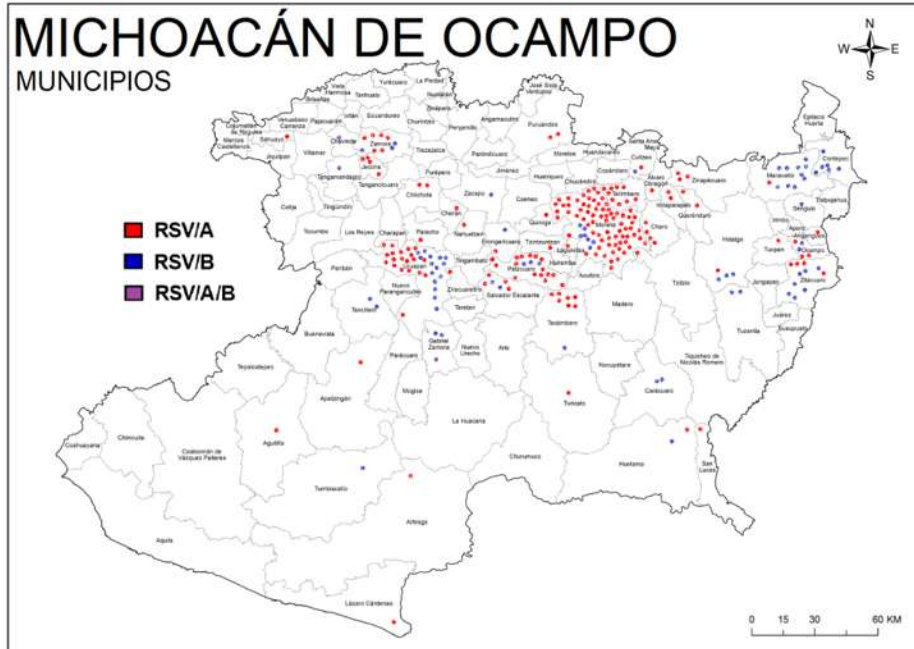 MICHOACÁN DE OCAMPO
MUNICIPIOS
N
W E
S
La Piedad
Yurécuaro
Vista
Hermosa
Tanhuato
Numarán
José Sixto
Verduzco
Ixtlán
Ecuandureo
Angamacutiro
Puruándiro
Epitacio
Huerta
Venustiano
Carranza
Pajacuarán
Churintzio
Penjamillo
Marcos
Castellanos
Sahuayo
Chavinda
Zamora
Tlazazalca
Panindícuaro
Morelos
Huandacareo
Santa Ana
Maya
Cuitzeo
Contepec
Jiquilpan
Villamar
Jacona
Purépero
Jiménez
Copándaro
Álvaro
Obregón
Zinapécuaro
Maravatío
Tangamandapio
Tangancícuaro
Zacapu
Huaniqueo
Chucándiro
Tarímbaro
Indaparapeo
Tlalpujahua
Senguio
Cotija
Tingüindín
Chilchota
Coeneo
Queréndaro
Irimbo
Aporo
Angangueo
Tocumbo
Los Reyes
Charapan
Paracho
Cherán
Nahuatzen
Quiroga
Morelia
Charo
Hidalgo
Tuxpan
Ocampo
RSV/A
Erongarícuaro
Tzintzuntzan
Lagunillas
Peribán
Uruapan
Tingambato
Pátzcuaro
Huiramba
Zitácuaro
RSV/B
Nuevo
Parangaricutiro
Ziracuaretiro
Acuitzio
Tzitzio
Jungapeo
RSV/A/B
Tancítaro
Taretan
Salvador Escalante
Madero
Juárez
Susupuato
Buenavista
Gabriel
Zamora
Nuevo
Urecho
Ario
Tacámbaro
Tuzantla
Tepalcatepec
Parácuaro
Nocupétaro
Tiquicheo de
Nicolás Romero
Apatzingán
Múgica
Carácuaro
La Huacana
Turicato
Coahuayana
Chinicuila
Coalcomán de
Vázquez Pallares
Aguililla
Churumuco
Huetamo
San
Lucas
Tumbiscatío
Arteaga
Aquila
Lázaro Cárdenas
0 15 30 60 KM